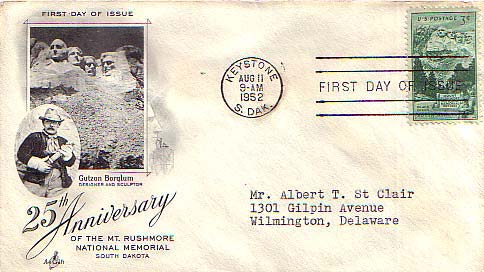 FIRST DAY OF ISSUE
Gutzon Borglum
DESIGNER AND SCULPTOR
25th Anniversary
OF THE MT. RUSHMORE
NATIONAL MEMORIAL
SOUTH DAKOTA
ArtCraft
KEYSTONE
AUG 11
9-AM
1952
S. DAK.
FIRST DAY OF ISSUE
U.S. POSTAGE 3¢
Mr. Albert T. St Clair
1301 Gilpin Avenue
Wilmington, Delaware